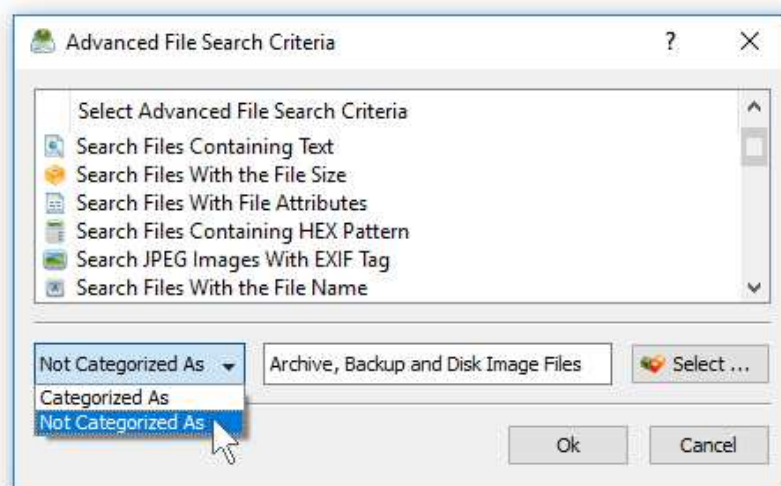 Advanced File Search Criteria ?
Select Advanced File Search Criteria
Search Files Containing Text
Search Files With the File Size
Search Files With File Attributes
Search Files Containing HEX Pattern
Search JPEG Images With EXIF Tag
Search Files With the File Name
Not Categorized As Archive, Backup and Disk Image Files Select ...
Categorized As
Not Categorized As
Ok Cancel